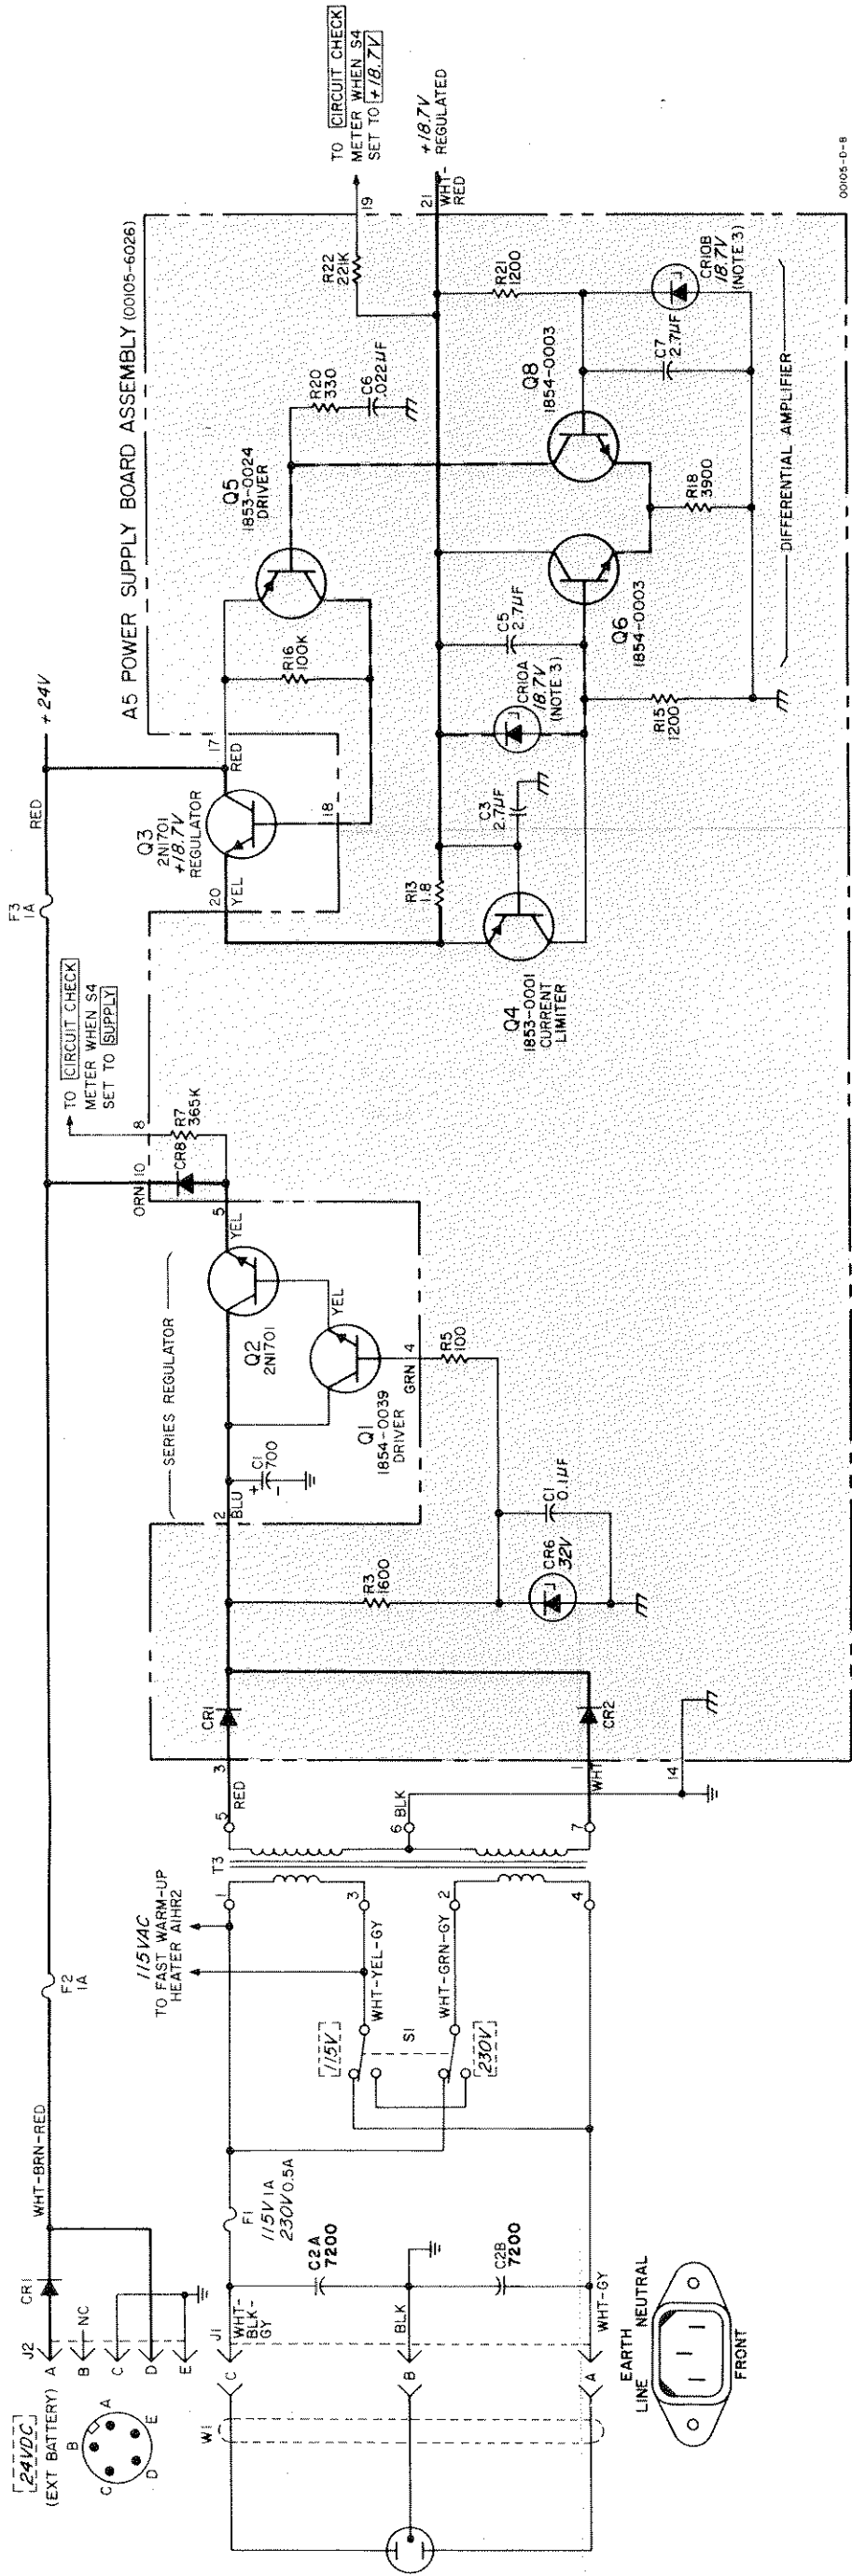 24VDC
(EXT BATTERY)
B
A
C
D
E
J2
A
B
C
D
E
NC
CR1
WHT-BRN-RED
F2
1A
F3
1A
RED
+24V
W1
J1
C
B
A
WHT-
BLK-
GY
BLK
WHT-GY
C2A
7200
C2B
7200
F1
115V 1A
230V 0.5A
115V
S1
230V
WHT-YEL-GY
WHT-GRN-GY
115VAC
TO FAST WARM-UP
HEATER A1HR2
1
3
2
4
T3
5
6
7
RED
BLK
WHT
3
1
14
LINE
EARTH
NEUTRAL
FRONT
CR1
CR2
R3
1600
CR6
32V
C1
0.1µF
2
BLU
+
-
C1
700
SERIES REGULATOR
Q2
2N1701
Q1
1854-0039
DRIVER
YEL
GRN
4
R5
100
YEL
5
ORN
10
8
CR8
R7
365K
TO CIRCUIT CHECK
METER WHEN S4
SET TO SUPPLY
Q3
2N1701
+18.7V
REGULATOR
20
YEL
17
RED
18
A5 POWER SUPPLY BOARD ASSEMBLY (00105-6026)
R16
100K
Q5
1853-0024
DRIVER
R20
330
C6
.022µF
R22
221K
19
TO CIRCUIT CHECK
METER WHEN S4
SET TO +18.7V
21
WHT-
RED
+18.7V
REGULATED
R13
1.8
Q4
1853-0001
CURRENT
LIMITER
C3
2.7µF
CR10A
18.7V
(NOTE 3)
C5
2.7µF
R15
1200
Q6
1854-0003
Q8
1854-0003
R18
3900
C7
2.7µF
R21
1200
CR10B
18.7V
(NOTE 3)
DIFFERENTIAL AMPLIFIER
00105-D-8